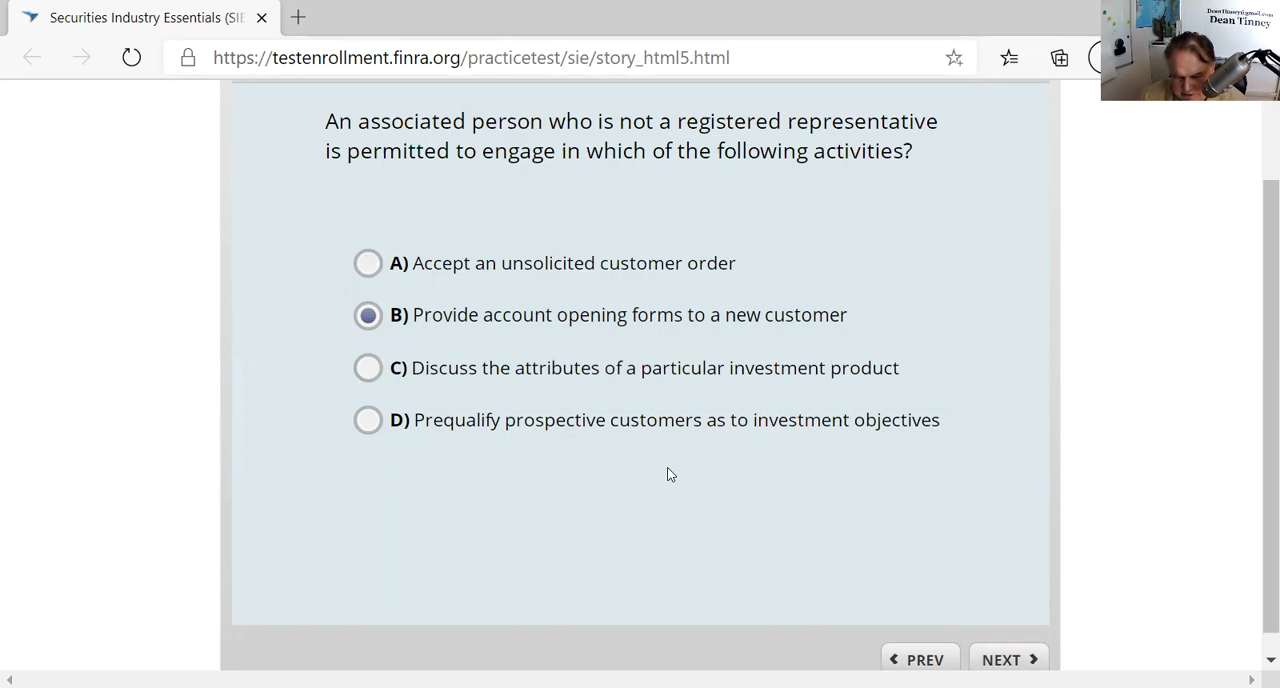 Securities Industry Essentials (SIE
https://testenrollment.finra.org/practicetest/sie/story_html5.html
Dean Tinney
An associated person who is not a registered representative
is permitted to engage in which of the following activities?
A) Accept an unsolicited customer order
B) Provide account opening forms to a new customer
C) Discuss the attributes of a particular investment product
D) Prequalify prospective customers as to investment objectives
PREV
NEXT